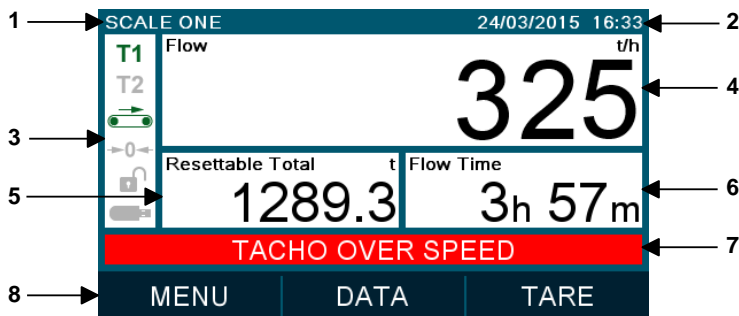 1 SCALE ONE 24/03/2015 16:33 2
T1 Flow t/h
T2 325 4
3
→0←
Resettable Total t Flow Time
5 1289.3 3h 57m 6
TACHO OVER SPEED 7
8 MENU DATA TARE